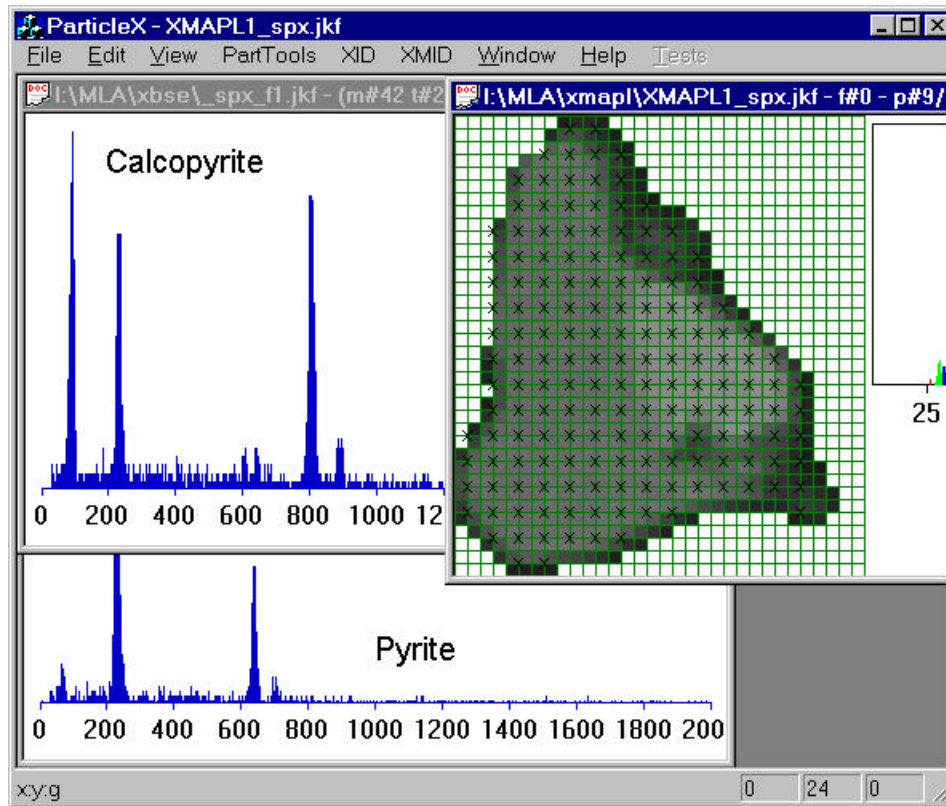 ParticleX - XMAPL1_spx.jkf
File Edit View PartTools XID XMID Window Help Tests
I:\MLA\xbse\_spx_f1.jkf - (m#42 t#2
I:\MLA\xmapl\XMAPL1_spx.jkf - f#0 - p#9/
Calcopyrite
25
0 200 400 600 800 1000 12
Pyrite
0 200 400 600 800 1000 1200 1400 1600 1800 200
x:y:g
0 24 0